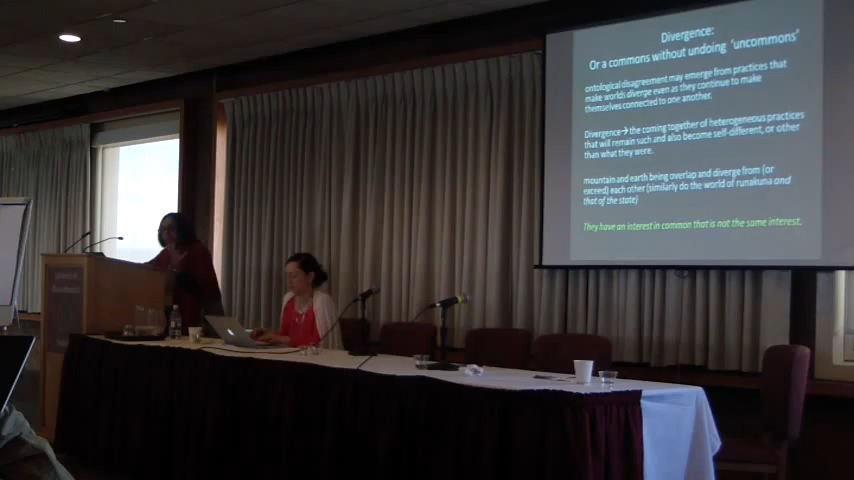 Divergence:
Or a commons without undoing 'uncommons'
ontological disagreement may emerge from practices that
make worlds diverge even as they continue to make
themselves connected to one another.
Divergence→ the coming together of heterogeneous practices
that will remain such and also become self-different, or other
than what they were.
mountain and earth being overlap and diverge from (or
exceed) each other (similarly do the world of runakuna and
that of the state)
They have an interest in common that is not the same interest.